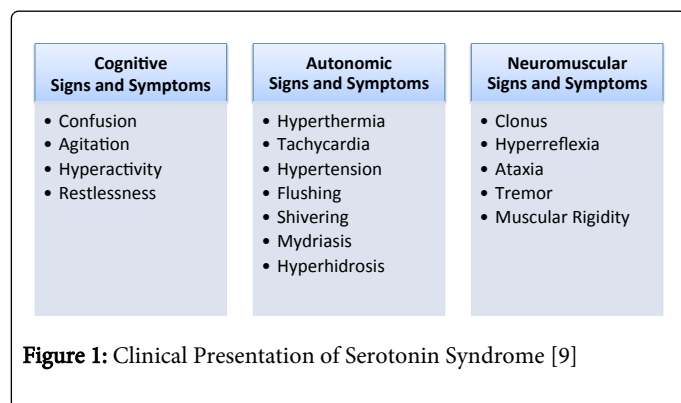 Cognitive
Signs and Symptoms
• Confusion
• Agitation
• Hyperactivity
• Restlessness
Autonomic
Signs and Symptoms
• Hyperthermia
• Tachycardia
• Hypertension
• Flushing
• Shivering
• Mydriasis
• Hyperhidrosis
Neuromuscular
Signs and Symptoms
• Clonus
• Hyperreflexia
• Ataxia
• Tremor
• Muscular Rigidity
Figure 1: Clinical Presentation of Serotonin Syndrome [9]